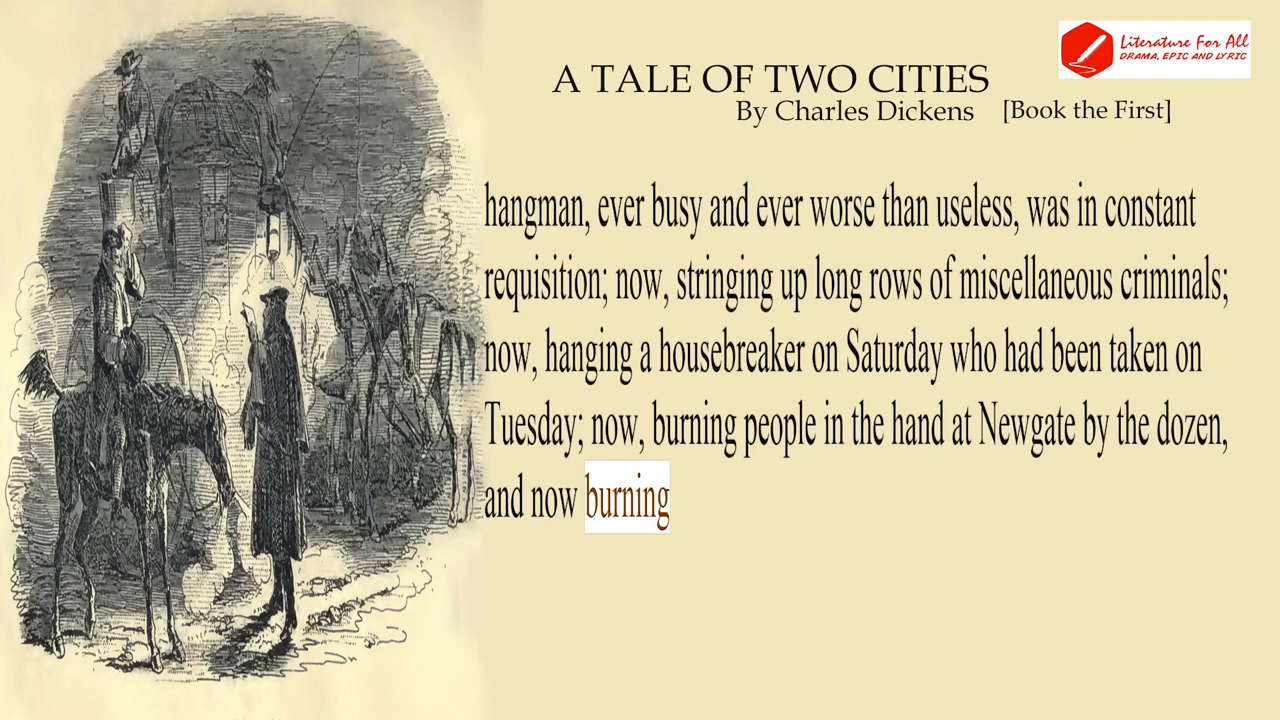 Literature For All
DRAMA, EPIC AND LYRIC
A TALE OF TWO CITIES
By Charles Dickens [Book the First]
hangman, ever busy and ever worse than useless, was in constant
requisition; now, stringing up long rows of miscellaneous criminals;
now, hanging a housebreaker on Saturday who had been taken on
Tuesday; now, burning people in the hand at Newgate by the dozen,
and now burning